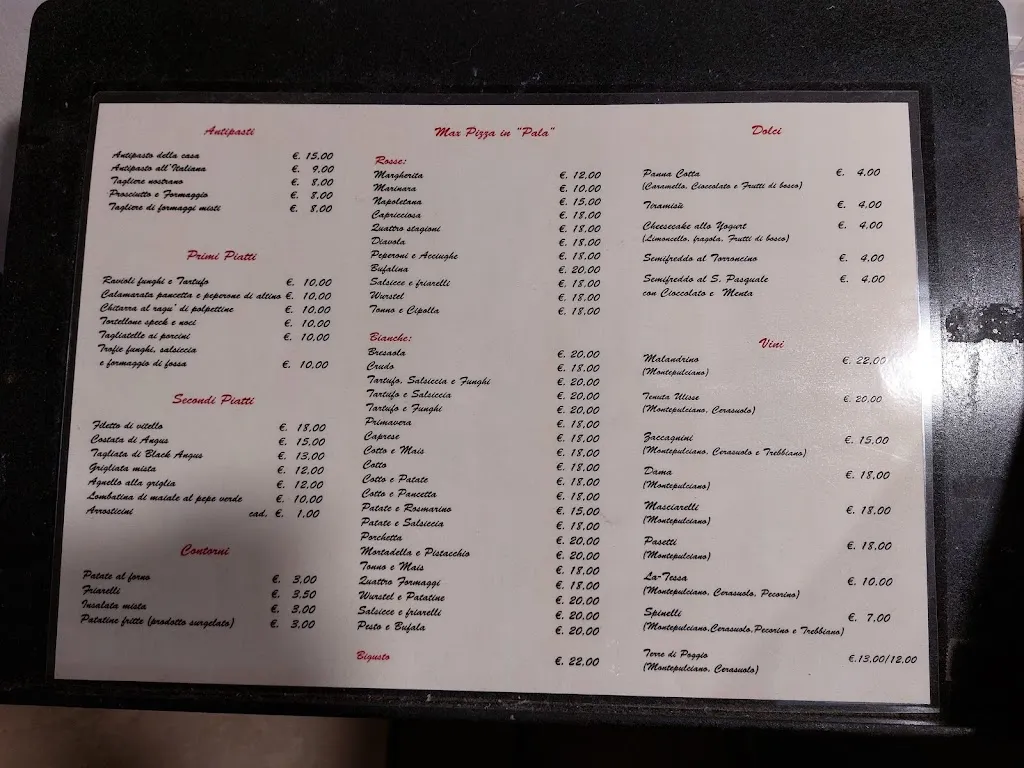 Antipasti
Antipasto della casa €. 15,00
Antipasto all'Italiana €. 9,00
Tagliere nostrano €. 8,00
Prosciutto e Formaggio €. 8,00
Tagliere di formaggi misti €. 8,00
Primi Piatti
Ravioli funghi e Tartufo €. 10,00
Calamarata pancetta e peperone di altino €. 10,00
Chitarra al ragu' di polpettine €. 10,00
Tortellone speck e noci €. 10,00
Tagliatelle ai porcini €. 10,00
Trofie funghi, salsiccia
e formaggio di fossa €. 10,00
Secondi Piatti
Filetto di vitello €. 18,00
Costata di Angus €. 15,00
Tagliata di Black Angus €. 13,00
Grigliata mista €. 12,00
Agnello alla griglia €. 12,00
Lombatina di maiale al pepe verde €. 10,00
Arrosticini cad. €. 1,00
Contorni
Patate al forno €. 3,00
Friarelli €. 3,50
Insalata mista €. 3,00
Patatine fritte (prodotto surgelato) €. 3,00
Max Pizza in "Pala"
Rosse:
Margherita €. 12,00
Marinara €. 10,00
Napoletana €. 15,00
Capricciosa €. 18,00
Quattro stagioni €. 18,00
Diavola €. 18,00
Peperoni e Acciughe €. 18,00
Bufalina €. 20,00
Salsicce e friarelli €. 18,00
Wurstel €. 18,00
Tonno e Cipolla €. 18,00
Bianche:
Bresaola €. 20,00
Crudo €. 18,00
Tartufo, Salsiccia e Funghi €. 20,00
Tartufo e Salsiccia €. 20,00
Tartufo e Funghi €. 20,00
Primavera €. 18,00
Caprese €. 18,00
Cotto e Mais €. 18,00
Cotto €. 18,00
Cotto e Patate €. 18,00
Cotto e Pancetta €. 18,00
Patate e Rosmarino €. 15,00
Patate e Salsiccia €. 18,00
Porchetta €. 20,00
Mortadella e Pistacchio €. 20,00
Tonno e Mais €. 18,00
Quattro Formaggi €. 18,00
Wurstel e Patatine €. 20,00
Salsicce e friarelli €. 20,00
Pesto e Bufala €. 20,00
Bigusto €. 22,00
Dolci
Panna Cotta €. 4,00
(Caramello, Cioccolato e Frutti di bosco)
Tiramisù €. 4,00
Cheesecake allo Yogurt €. 4,00
(Limoncello, fragola, Frutti di bosco)
Semifreddo al Torroncino €. 4,00
Semifreddo al S. Pasquale €. 4,00
con Cioccolato e Menta
Vini
Malandrino €. 22,00
(Montepulciano)
Tenuta Ulisse €. 20,00
(Montepulciano, Cerasuolo)
Zaccagnini €. 15,00
(Montepulciano, Cerasuolo e Trebbiano)
Dama €. 18,00
(Montepulciano)
Masciarelli €. 18,00
(Montepulciano)
Pasetti €. 18,00
(Montepulciano)
La-Tessa €. 10,00
(Montepulciano, Cerasuolo, Pecorino)
Spinelli €. 7,00
(Montepulciano,Cerasuolo,Pecorino e Trebbiano)
Terre di Poggio €.13,00/12,00
(Montepulciano, Cerasuolo)